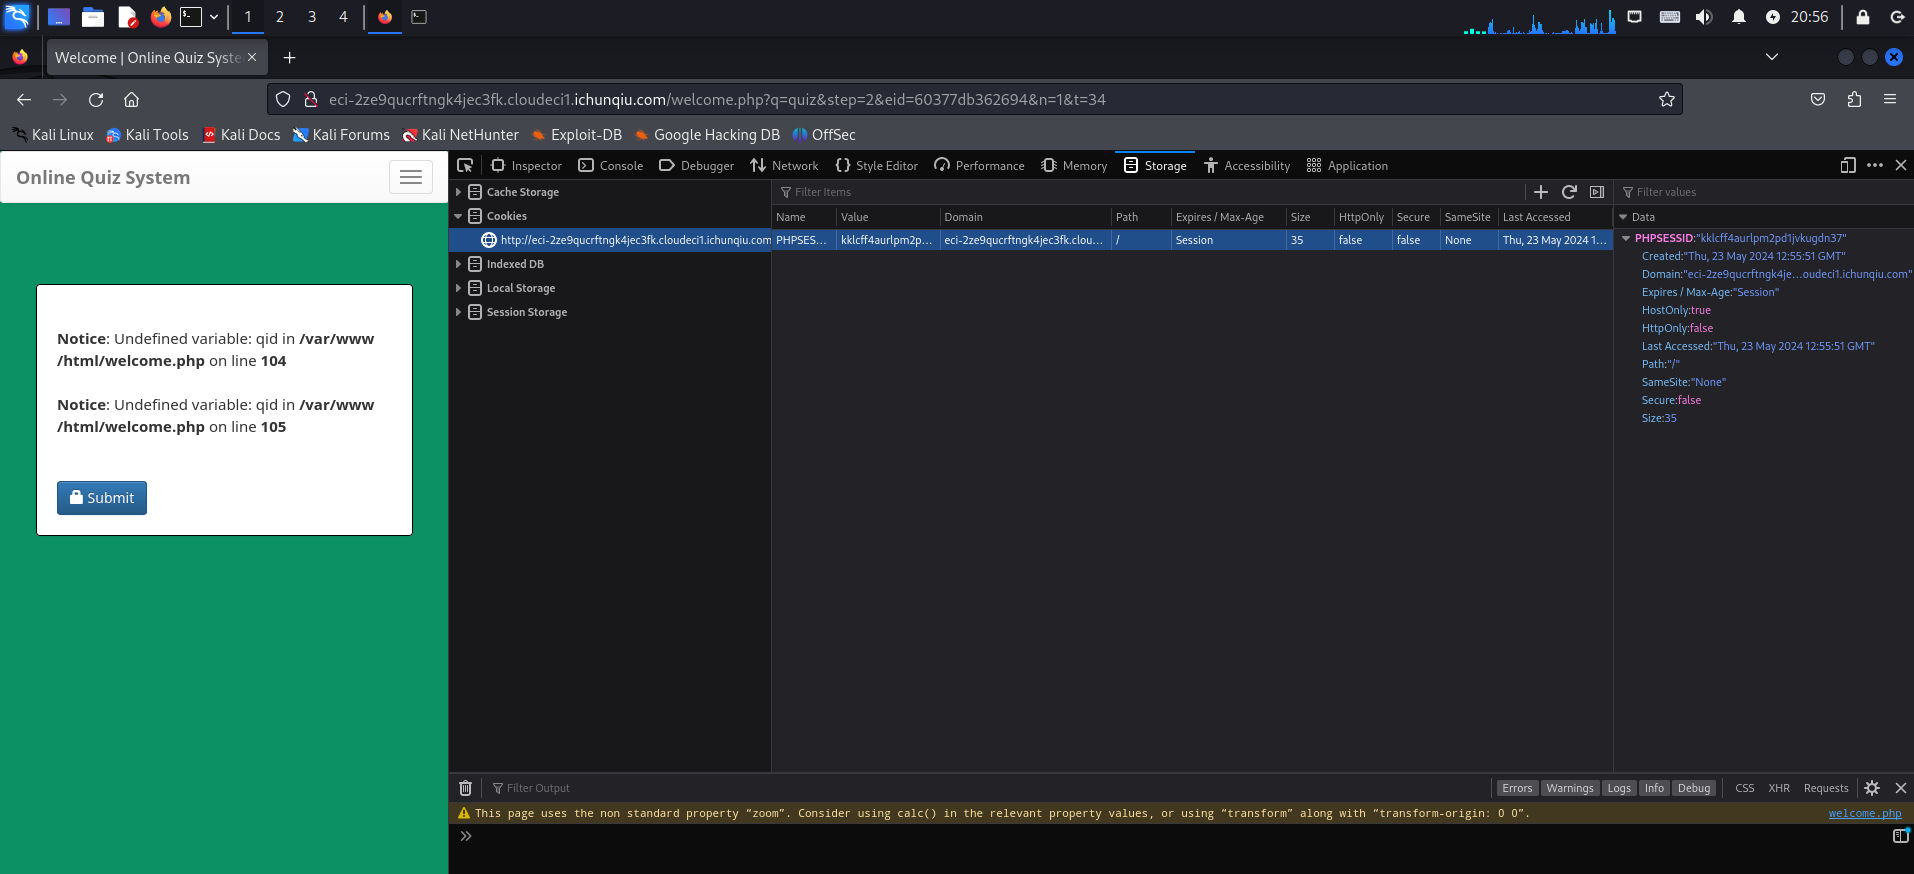 1 2 3 4
20:56
Welcome | Online Quiz Syste
eci-2ze9qucrftngk4jec3fk.cloudeci1.ichunqiu.com/welcome.php?q=quiz&step=2&eid=60377db362694&n=1&t=34
Kali Linux Kali Tools Kali Docs Kali Forums Kali NetHunter Exploit-DB Google Hacking DB OffSec
Online Quiz System
Notice: Undefined variable: qid in /var/www
/html/welcome.php on line 104
Notice: Undefined variable: qid in /var/www
/html/welcome.php on line 105
Submit
Inspector Console Debugger Network Style Editor Performance Memory Storage Accessibility Application
Cache Storage
Cookies
http://eci-2ze9qucrftngk4jec3fk.cloudeci1.ichunqiu.com
Indexed DB
Local Storage
Session Storage
Filter Items
Name Value Domain Path Expires / Max-Age Size HttpOnly Secure SameSite Last Accessed
PHPSES... kklcff4aurlpm2p... eci-2ze9qucrftngk4jec3fk.clou... / Session 35 false false None Thu, 23 May 2024 1...
Filter values
Data
PHPSESSID:"kklcff4aurlpm2pd1jvkugdn37"
Created:"Thu, 23 May 2024 12:55:51 GMT"
Domain:"eci-2ze9qucrftngk4je...oudeci1.ichunqiu.com"
Expires / Max-Age:"Session"
HostOnly:true
HttpOnly:false
Last Accessed:"Thu, 23 May 2024 12:55:51 GMT"
Path:"/"
SameSite:"None"
Secure:false
Size:35
Filter Output
Errors Warnings Logs Info Debug CSS XHR Requests
This page uses the non standard property “zoom”. Consider using calc() in the relevant property values, or using “transform” along with “transform-origin: 0 0”.
welcome.php